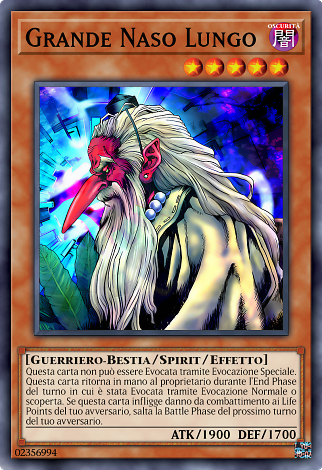 GRANDE NASO LUNGO
OSCURITÀ
闇
[GUERRIERO-BESTIA/SPIRIT/EFFETTO]
Questa carta non può essere Evocata tramite Evocazione Speciale.
Questa carta ritorna in mano al proprietario durante l'End Phase
del turno in cui è stata Evocata tramite Evocazione Normale o
scoperta. Se questa carta infligge danno da combattimento ai Life
Points del tuo avversario, salta la Battle Phase del prossimo turno
del tuo avversario.
ATK/1900 DEF/1700
02356994